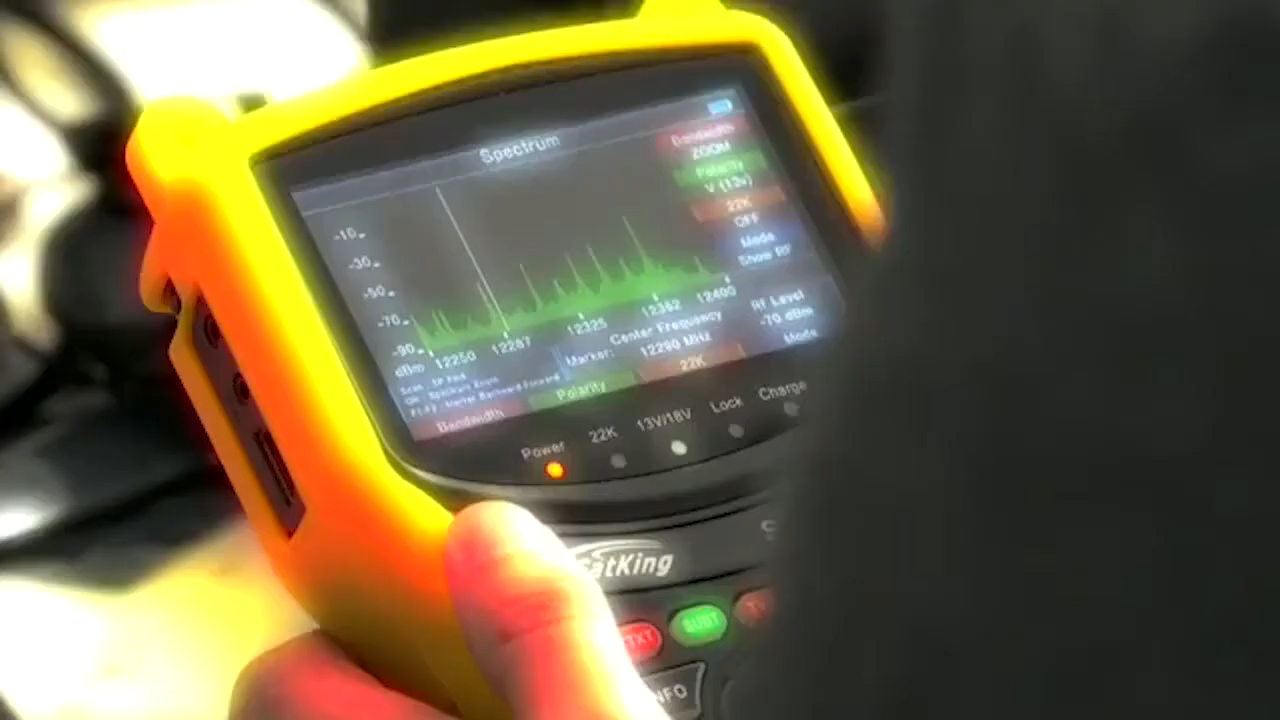 Spectrum
Bandwidth
ZOOM
Polarity
V (13v)
22K
OFF
Mode
Show RF
-10
-30
-50
-70
-90
dBm
12250 12287 12325 12362 12400
Center Frequency
Marker: 12290 MHz
RF Level
-70 dBm
Mode
Bandwidth Polarity 22K
Power 22K 13V/18V Lock Charge
SatKing
TXT SUBT TV
INFO